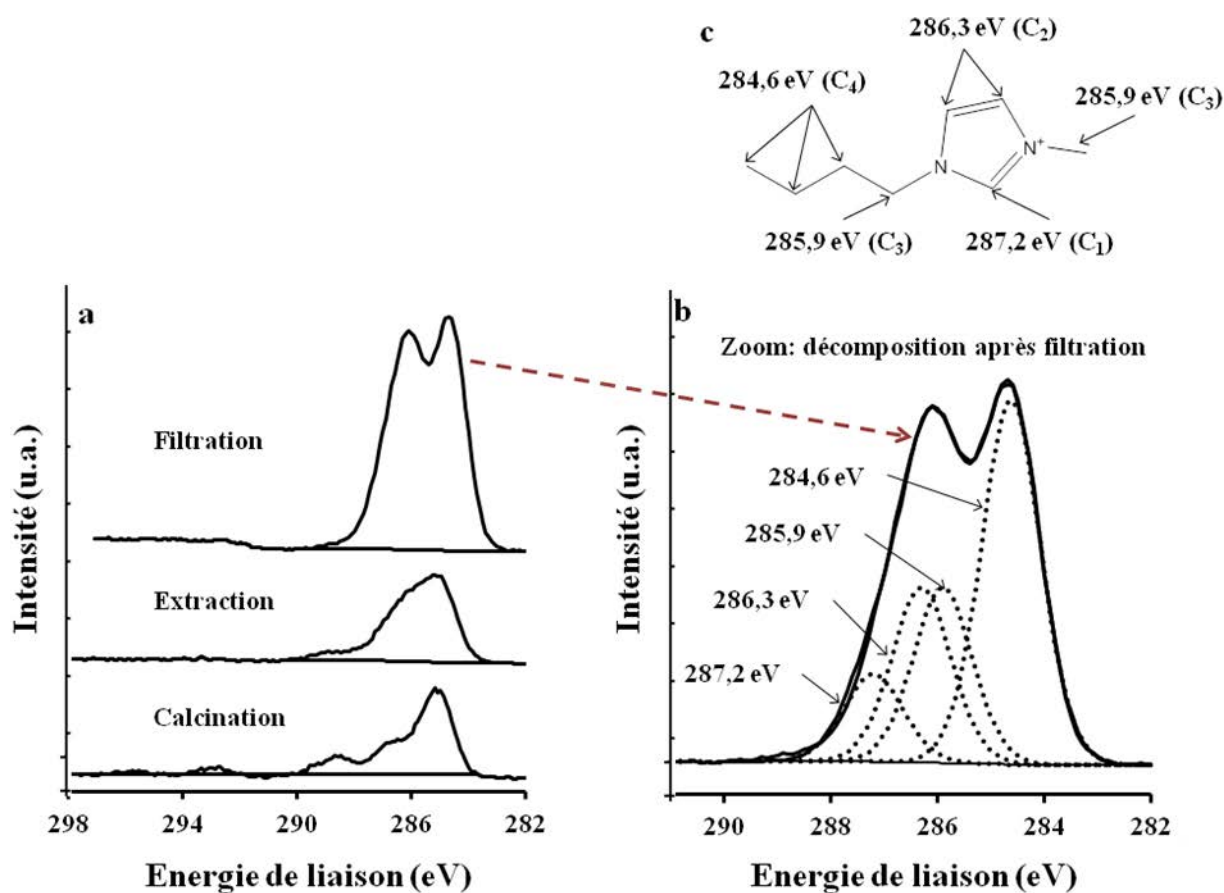 c
286,3 eV (C₂)
284,6 eV (C₄)
285,9 eV (C₃)
N⁺
N
285,9 eV (C₃)
287,2 eV (C₁)
a
Filtration
Extraction
Calcination
Intensité (u.a.)
298
294
290
286
282
Energie de liaison (eV)
b
Zoom: décomposition après filtration
284,6 eV
285,9 eV
286,3 eV
287,2 eV
Intensité (u.a.)
290
288
286
284
282
Energie de liaison (eV)